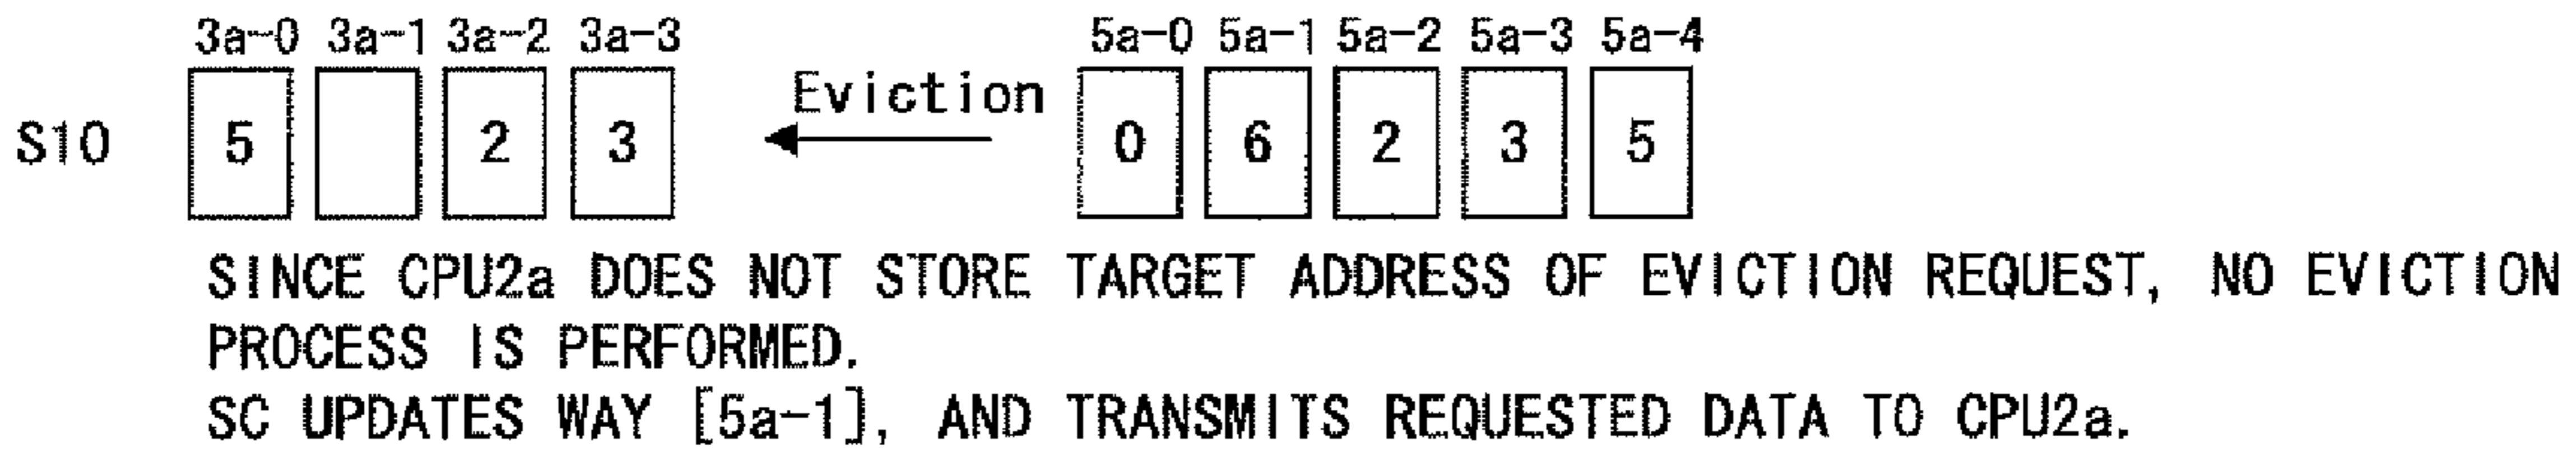 3a-0 3a-1 3a-2 3a-3 5a-0 5a-1 5a-2 5a-3 5a-4
Eviction
S10 5 2 3 0 6 2 3 5
SINCE CPU2a DOES NOT STORE TARGET ADDRESS OF EVICTION REQUEST, NO EVICTION
PROCESS IS PERFORMED.
SC UPDATES WAY [5a-1], AND TRANSMITS REQUESTED DATA TO CPU2a.